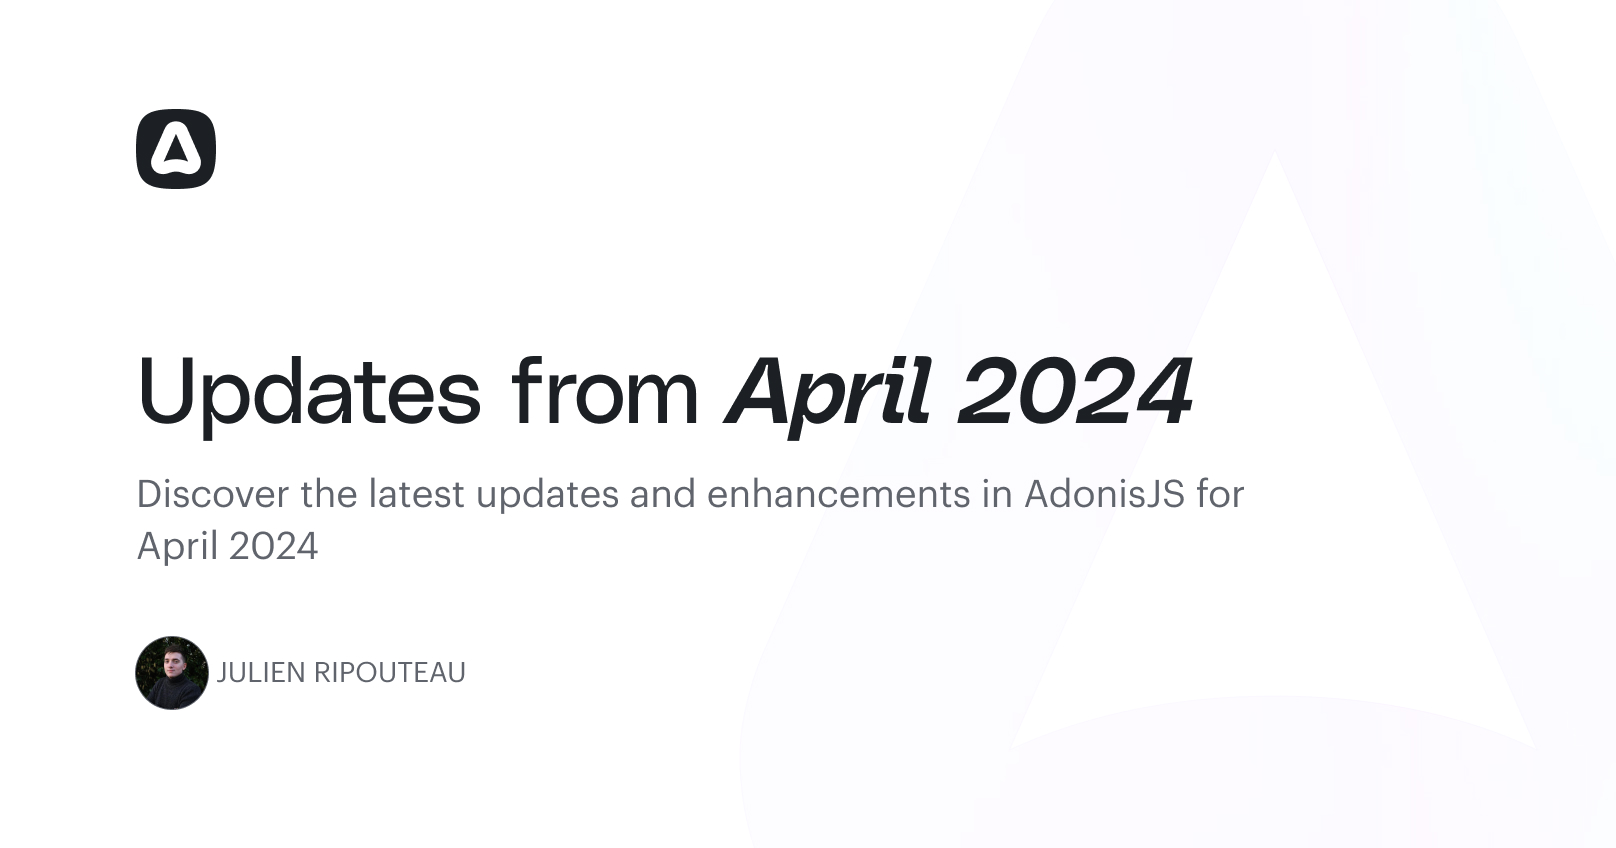 Updates from April 2024
Discover the latest updates and enhancements in AdonisJS for
April 2024
JULIEN RIPOUTEAU